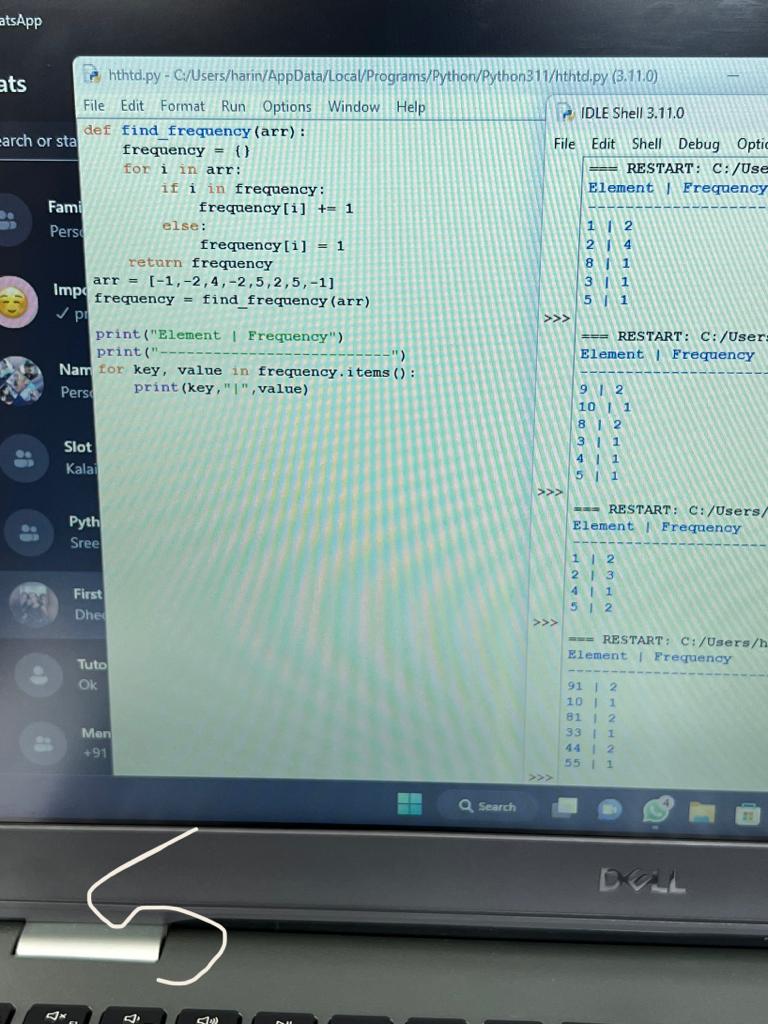 atsApp
ats
earch or sta
Fami
Perso
Impo
✓ pr
Nam
Perso
Slot
Kalai
Pyth
Sree
First
Dhee
Tuto
Ok
Men
+91
hthtd.py - C:/Users/harin/AppData/Local/Programs/Python/Python311/hthtd.py (3.11.0)
File Edit Format Run Options Window Help
def find_frequency(arr):
    frequency = {}
    for i in arr:
        if i in frequency:
            frequency[i] += 1
        else:
            frequency[i] = 1
    return frequency
arr = [-1,-2,4,-2,5,2,5,-1]
frequency = find_frequency(arr)
print("Element | Frequency")
print("--------------------------")
for key, value in frequency.items():
    print(key,"|",value)
IDLE Shell 3.11.0
File Edit Shell Debug Optio
=== RESTART: C:/Use
Element | Frequency
--------------------
1 | 2
2 | 4
8 | 1
3 | 1
5 | 1
>>>
=== RESTART: C:/Users
Element | Frequency
--------------------
9 | 2
10 | 1
8 | 2
3 | 1
4 | 1
5 | 1
>>>
=== RESTART: C:/Users/
Element | Frequency
--------------------
1 | 2
2 | 3
4 | 1
5 | 2
>>>
=== RESTART: C:/Users/h
Element | Frequency
--------------------
91 | 2
10 | 1
81 | 2
33 | 1
44 | 2
55 | 1
>>>
Search
4
DELL
5